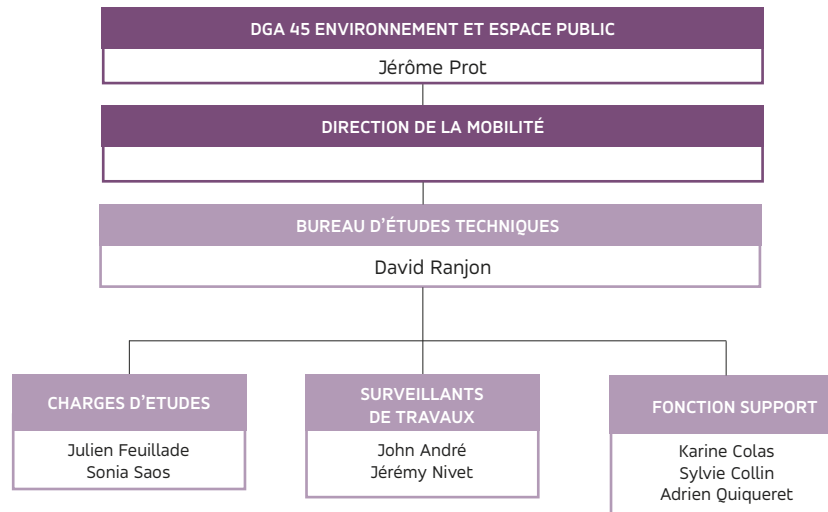 DGA 45 ENVIRONNEMENT ET ESPACE PUBLIC
Jérôme Prot
DIRECTION DE LA MOBILITÉ
BUREAU D'ÉTUDES TECHNIQUES
David Ranjon
CHARGES D'ETUDES
Julien Feuillade
Sonia Saos
SURVEILLANTS
DE TRAVAUX
John André
Jérémy Nivet
FONCTION SUPPORT
Karine Colas
Sylvie Collin
Adrien Quiqueret